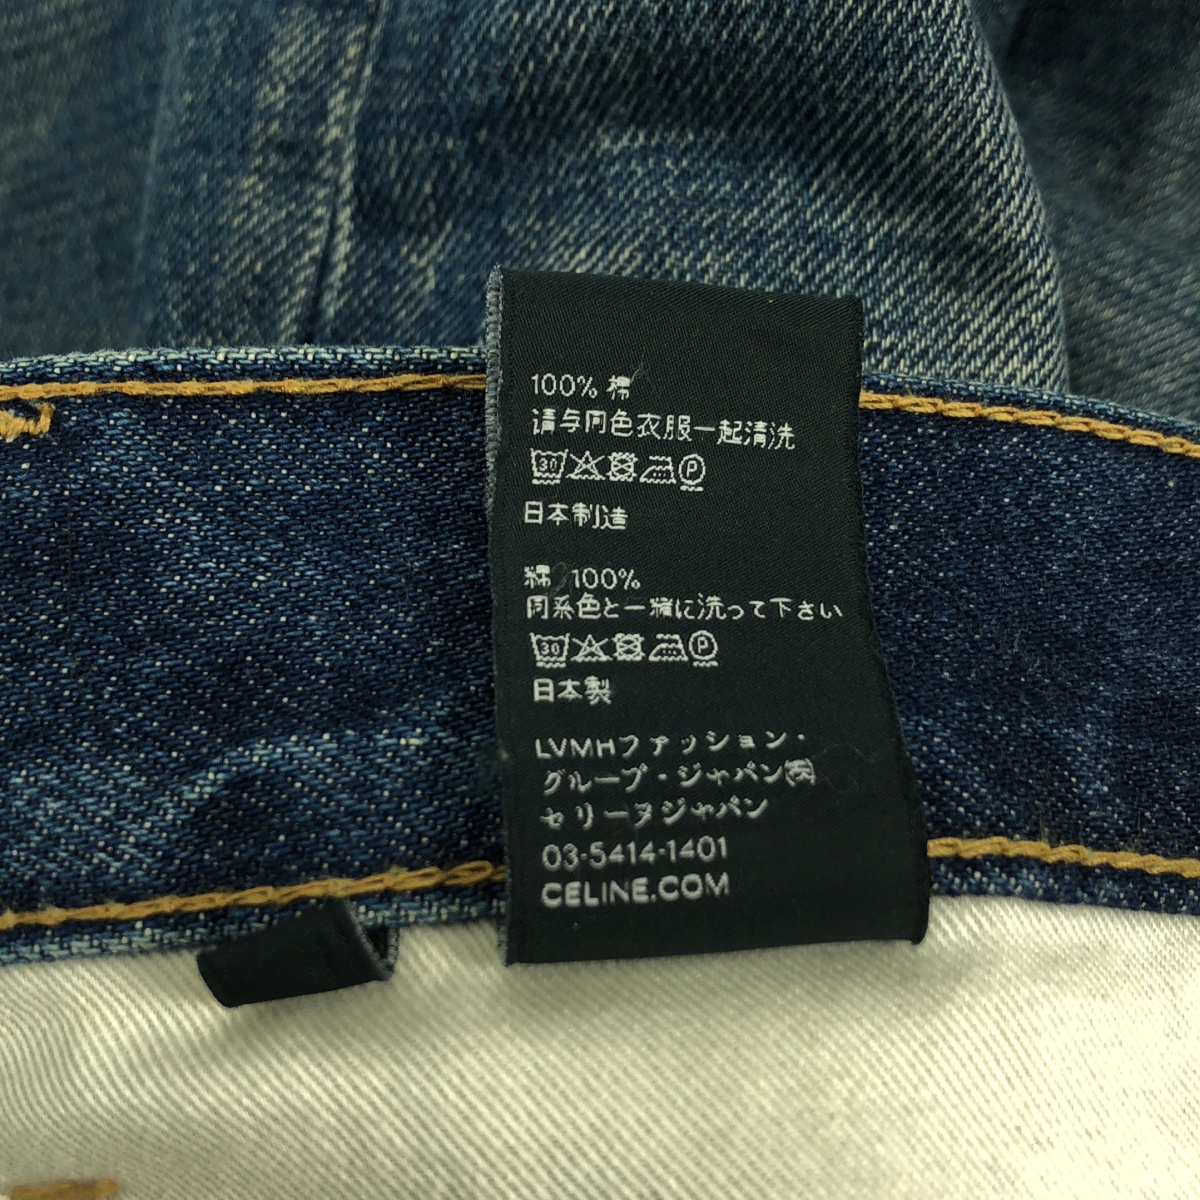 100% 棉
请与同色衣服一起清洗
30 P
日本制造
綿 100%
同系色と一緒に洗って下さい
30 P
日本製
LVMHファッション・
グループ・ジャパン㈱
セリーヌジャパン
03-5414-1401
CELINE.COM